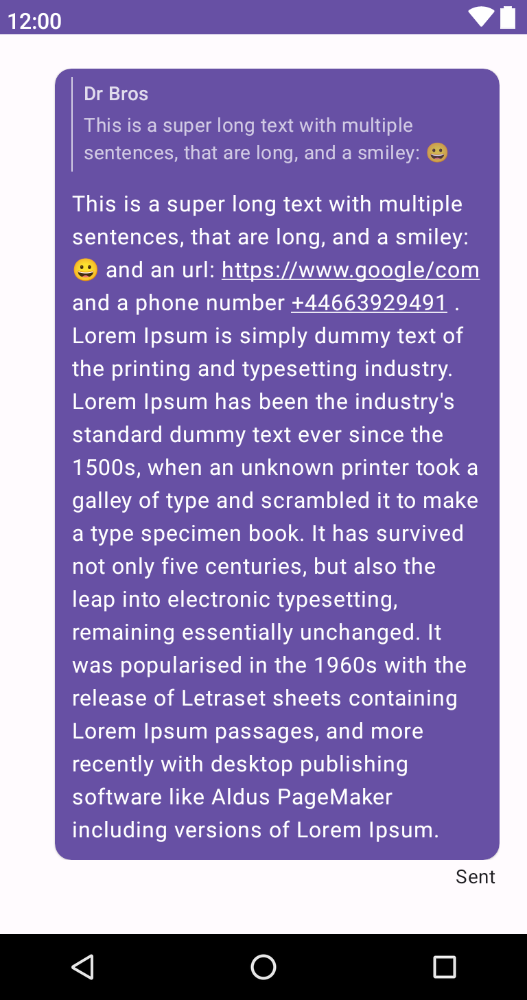 12:00
Dr Bros
This is a super long text with multiple
sentences, that are long, and a smiley: 😀
This is a super long text with multiple
sentences, that are long, and a smiley:
😀 and an url: https://www.google/com
and a phone number +44663929491 .
Lorem Ipsum is simply dummy text of
the printing and typesetting industry.
Lorem Ipsum has been the industry's
standard dummy text ever since the
1500s, when an unknown printer took a
galley of type and scrambled it to make
a type specimen book. It has survived
not only five centuries, but also the
leap into electronic typesetting,
remaining essentially unchanged. It
was popularised in the 1960s with the
release of Letraset sheets containing
Lorem Ipsum passages, and more
recently with desktop publishing
software like Aldus PageMaker
including versions of Lorem Ipsum.
Sent